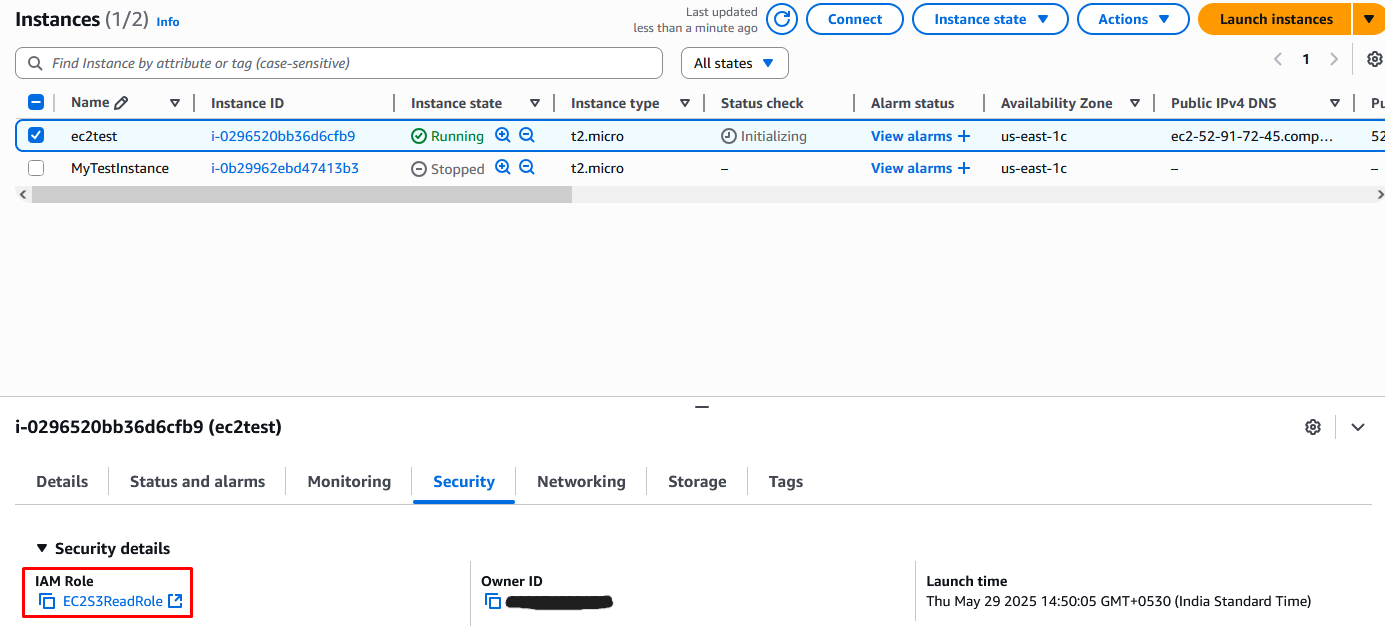 Instances (1/2) Info
Last updated
less than a minute ago
Connect
Instance state
Actions
Launch instances
Find Instance by attribute or tag (case-sensitive)
All states
1
Name Instance ID Instance state Instance type Status check Alarm status Availability Zone Public IPv4 DNS Pu
ec2test i-0296520bb36d6cfb9 Running t2.micro Initializing View alarms + us-east-1c ec2-52-91-72-45.comp... 52
MyTestInstance i-0b29962ebd47413b3 Stopped t2.micro – View alarms + us-east-1c – –
i-0296520bb36d6cfb9 (ec2test)
Details Status and alarms Monitoring Security Networking Storage Tags
Security details
IAM Role Owner ID Launch time
EC2S3ReadRole Thu May 29 2025 14:50:05 GMT+0530 (India Standard Time)